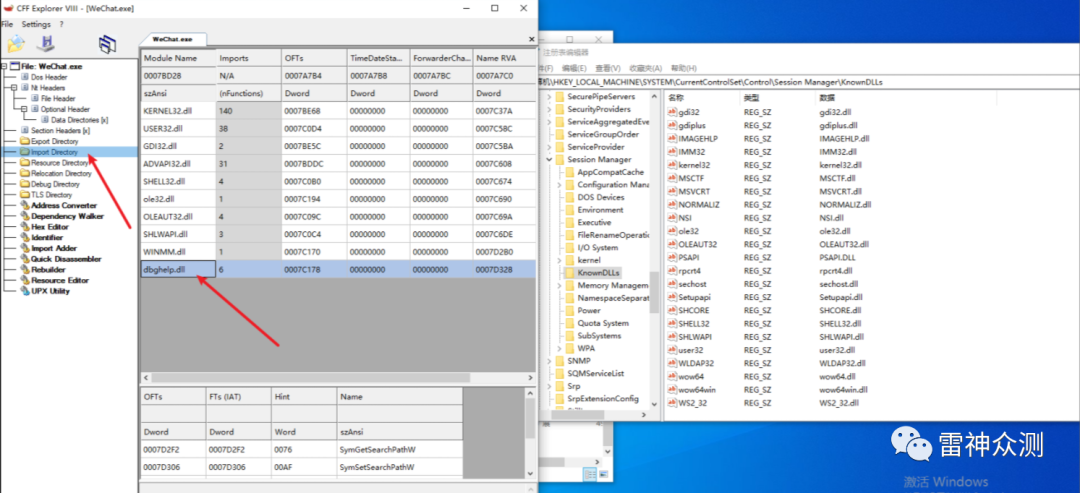 CFF Explorer VIII - [WeChat.exe]
File Settings ?
WeChat.exe
File: WeChat.exe
Dos Header
Nt Headers
File Header
Optional Header
Data Directories [x]
Section Headers [x]
Export Directory
Import Directory
Resource Directory
Relocation Directory
Debug Directory
TLS Directory
Address Converter
Dependency Walker
Hex Editor
Identifier
Import Adder
Quick Disassembler
Rebuilder
Resource Editor
UPX Utility
Module Name Imports OFTs TimeDateSta... ForwarderCha... Name RVA
0007BD28 N/A 0007A7B4 0007A7B8 0007A7BC 0007A7C0
szAnsi (nFunctions) Dword Dword Dword Dword
KERNEL32.dll 140 0007BE68 00000000 00000000 0007C37A
USER32.dll 38 0007C0D4 00000000 00000000 0007C58C
GDI32.dll 2 0007BE5C 00000000 00000000 0007C5BA
ADVAPI32.dll 31 0007BDDC 00000000 00000000 0007C608
SHELL32.dll 4 0007C0B0 00000000 00000000 0007C674
ole32.dll 1 0007C194 00000000 00000000 0007C690
OLEAUT32.dll 4 0007C09C 00000000 00000000 0007C69A
SHLWAPI.dll 3 0007C0C4 00000000 00000000 0007C6DE
WINMM.dll 1 0007C170 00000000 00000000 0007D2B0
dbghelp.dll 6 0007C178 00000000 00000000 0007D328
OFTs FTs (IAT) Hint Name
Dword Dword Word szAnsi
0007D2F2 0007D2F2 0076 SymGetSearchPathW
0007D306 0007D306 00AF SymSetSearchPathW
注册表编辑器
(F) 编辑(E) 查看(V) 收藏夹(A) 帮助(H)
机\HKEY_LOCAL_MACHINE\SYSTEM\CurrentControlSet\Control\Session Manager\KnownDLLs
SecurePipeServers
SecurityProviders
ServiceAggregatedEve
ServiceGroupOrder
ServiceProvider
Session Manager
AppCompatCache
Configuration Mana
DOS Devices
Environment
Executive
FileRenameOperatio
I/O System
kernel
KnownDLLs
Memory Managem
NamespaceSeparat
Power
Quota System
SubSystems
WPA
SNMP
SQMServiceList
Srp
SrpExtensionConfig
名称 类型 数据
gdi32 REG_SZ gdi32.dll
gdiplus REG_SZ gdiplus.dll
IMAGEHLP REG_SZ IMAGEHLP.dll
IMM32 REG_SZ IMM32.dll
kernel32 REG_SZ kernel32.dll
MSCTF REG_SZ MSCTF.dll
MSVCRT REG_SZ MSVCRT.dll
NORMALIZ REG_SZ NORMALIZ.dll
NSI REG_SZ NSI.dll
ole32 REG_SZ ole32.dll
OLEAUT32 REG_SZ OLEAUT32.dll
PSAPI REG_SZ PSAPI.DLL
rpcrt4 REG_SZ rpcrt4.dll
sechost REG_SZ sechost.dll
Setupapi REG_SZ Setupapi.dll
SHCORE REG_SZ SHCORE.dll
SHELL32 REG_SZ SHELL32.dll
SHLWAPI REG_SZ SHLWAPI.dll
user32 REG_SZ user32.dll
WLDAP32 REG_SZ WLDAP32.dll
wow64 REG_SZ wow64.dll
wow64win REG_SZ wow64win.dll
WS2_32 REG_SZ WS2_32.dll
雷神众测
激活 Windows